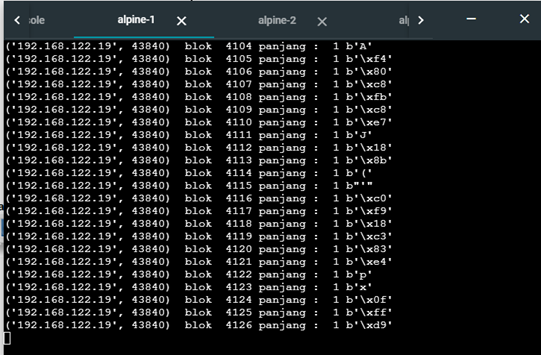 ole alpine-1 alpine-2 alp
('192.168.122.19', 43840)  blok  4104 panjang :  1 b'A'
('192.168.122.19', 43840)  blok  4105 panjang :  1 b'\xf4'
('192.168.122.19', 43840)  blok  4106 panjang :  1 b'\x80'
('192.168.122.19', 43840)  blok  4107 panjang :  1 b'\xc8'
('192.168.122.19', 43840)  blok  4108 panjang :  1 b'\xfb'
('192.168.122.19', 43840)  blok  4109 panjang :  1 b'\xc8'
('192.168.122.19', 43840)  blok  4110 panjang :  1 b'\xe7'
('192.168.122.19', 43840)  blok  4111 panjang :  1 b'J'
('192.168.122.19', 43840)  blok  4112 panjang :  1 b'\x18'
('192.168.122.19', 43840)  blok  4113 panjang :  1 b'\x8b'
('192.168.122.19', 43840)  blok  4114 panjang :  1 b'('
('192.168.122.19', 43840)  blok  4115 panjang :  1 b"'"
('192.168.122.19', 43840)  blok  4116 panjang :  1 b'\xc0'
('192.168.122.19', 43840)  blok  4117 panjang :  1 b'\xf9'
('192.168.122.19', 43840)  blok  4118 panjang :  1 b'\x18'
('192.168.122.19', 43840)  blok  4119 panjang :  1 b'\xc3'
('192.168.122.19', 43840)  blok  4120 panjang :  1 b'\x83'
('192.168.122.19', 43840)  blok  4121 panjang :  1 b'\xe4'
('192.168.122.19', 43840)  blok  4122 panjang :  1 b'p'
('192.168.122.19', 43840)  blok  4123 panjang :  1 b'x'
('192.168.122.19', 43840)  blok  4124 panjang :  1 b'\x0f'
('192.168.122.19', 43840)  blok  4125 panjang :  1 b'\xff'
('192.168.122.19', 43840)  blok  4126 panjang :  1 b'\xd9'